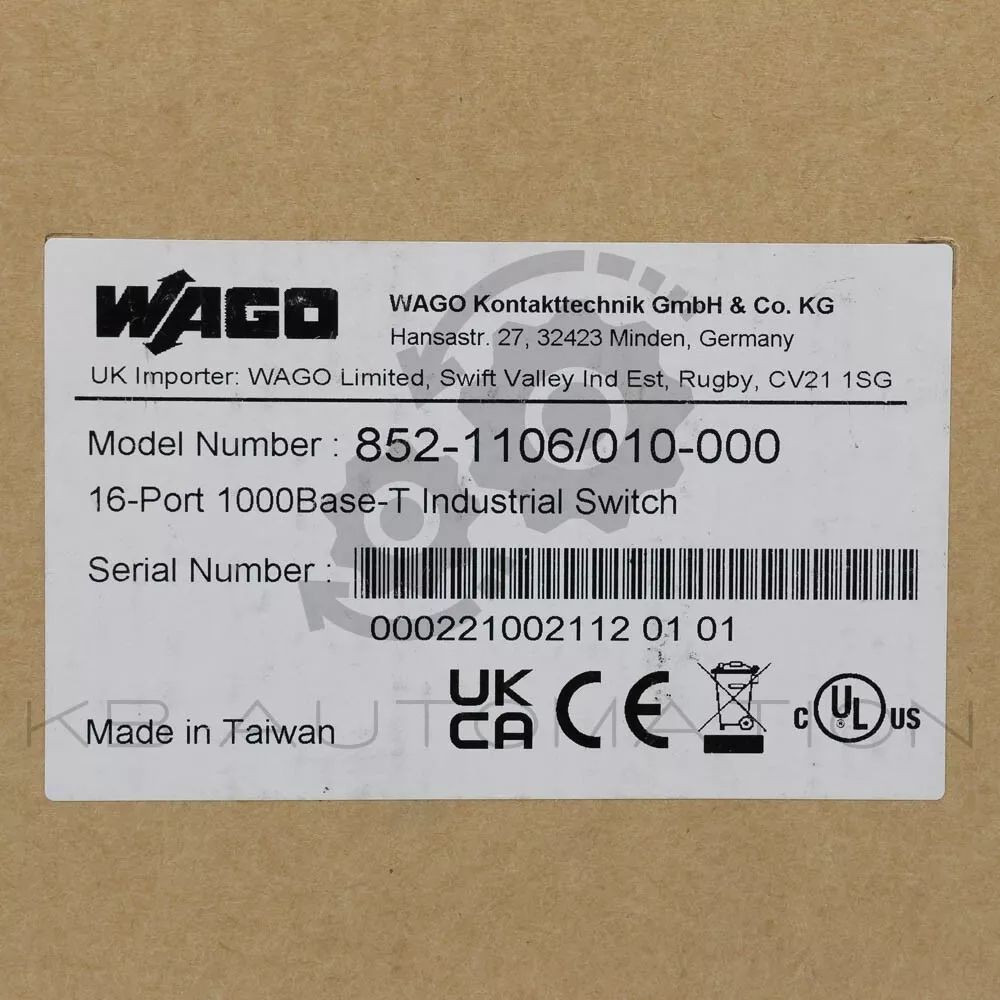 WAGO
WAGO Kontakttechnik GmbH & Co. KG
Hansastr. 27, 32423 Minden, Germany
UK Importer: WAGO Limited, Swift Valley Ind Est, Rugby, CV21 1SG
Model Number : 852-1106/010-000
16-Port 1000Base-T Industrial Switch
Serial Number :
000221002112 01 01
Made in Taiwan
UK
CA
CE
C UL US
KB AUTOMATION